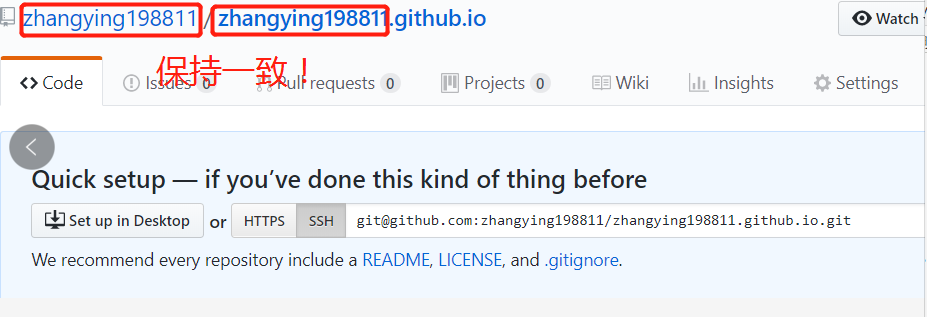 zhangying198811 / zhangying198811.github.io
Watch
保持一致！
Code Issues 0 Pull requests 0 Projects 0 Wiki Insights Settings
Quick setup — if you’ve done this kind of thing before
Set up in Desktop or HTTPS SSH git@github.com:zhangying198811/zhangying198811.github.io.git
We recommend every repository include a README, LICENSE, and .gitignore.